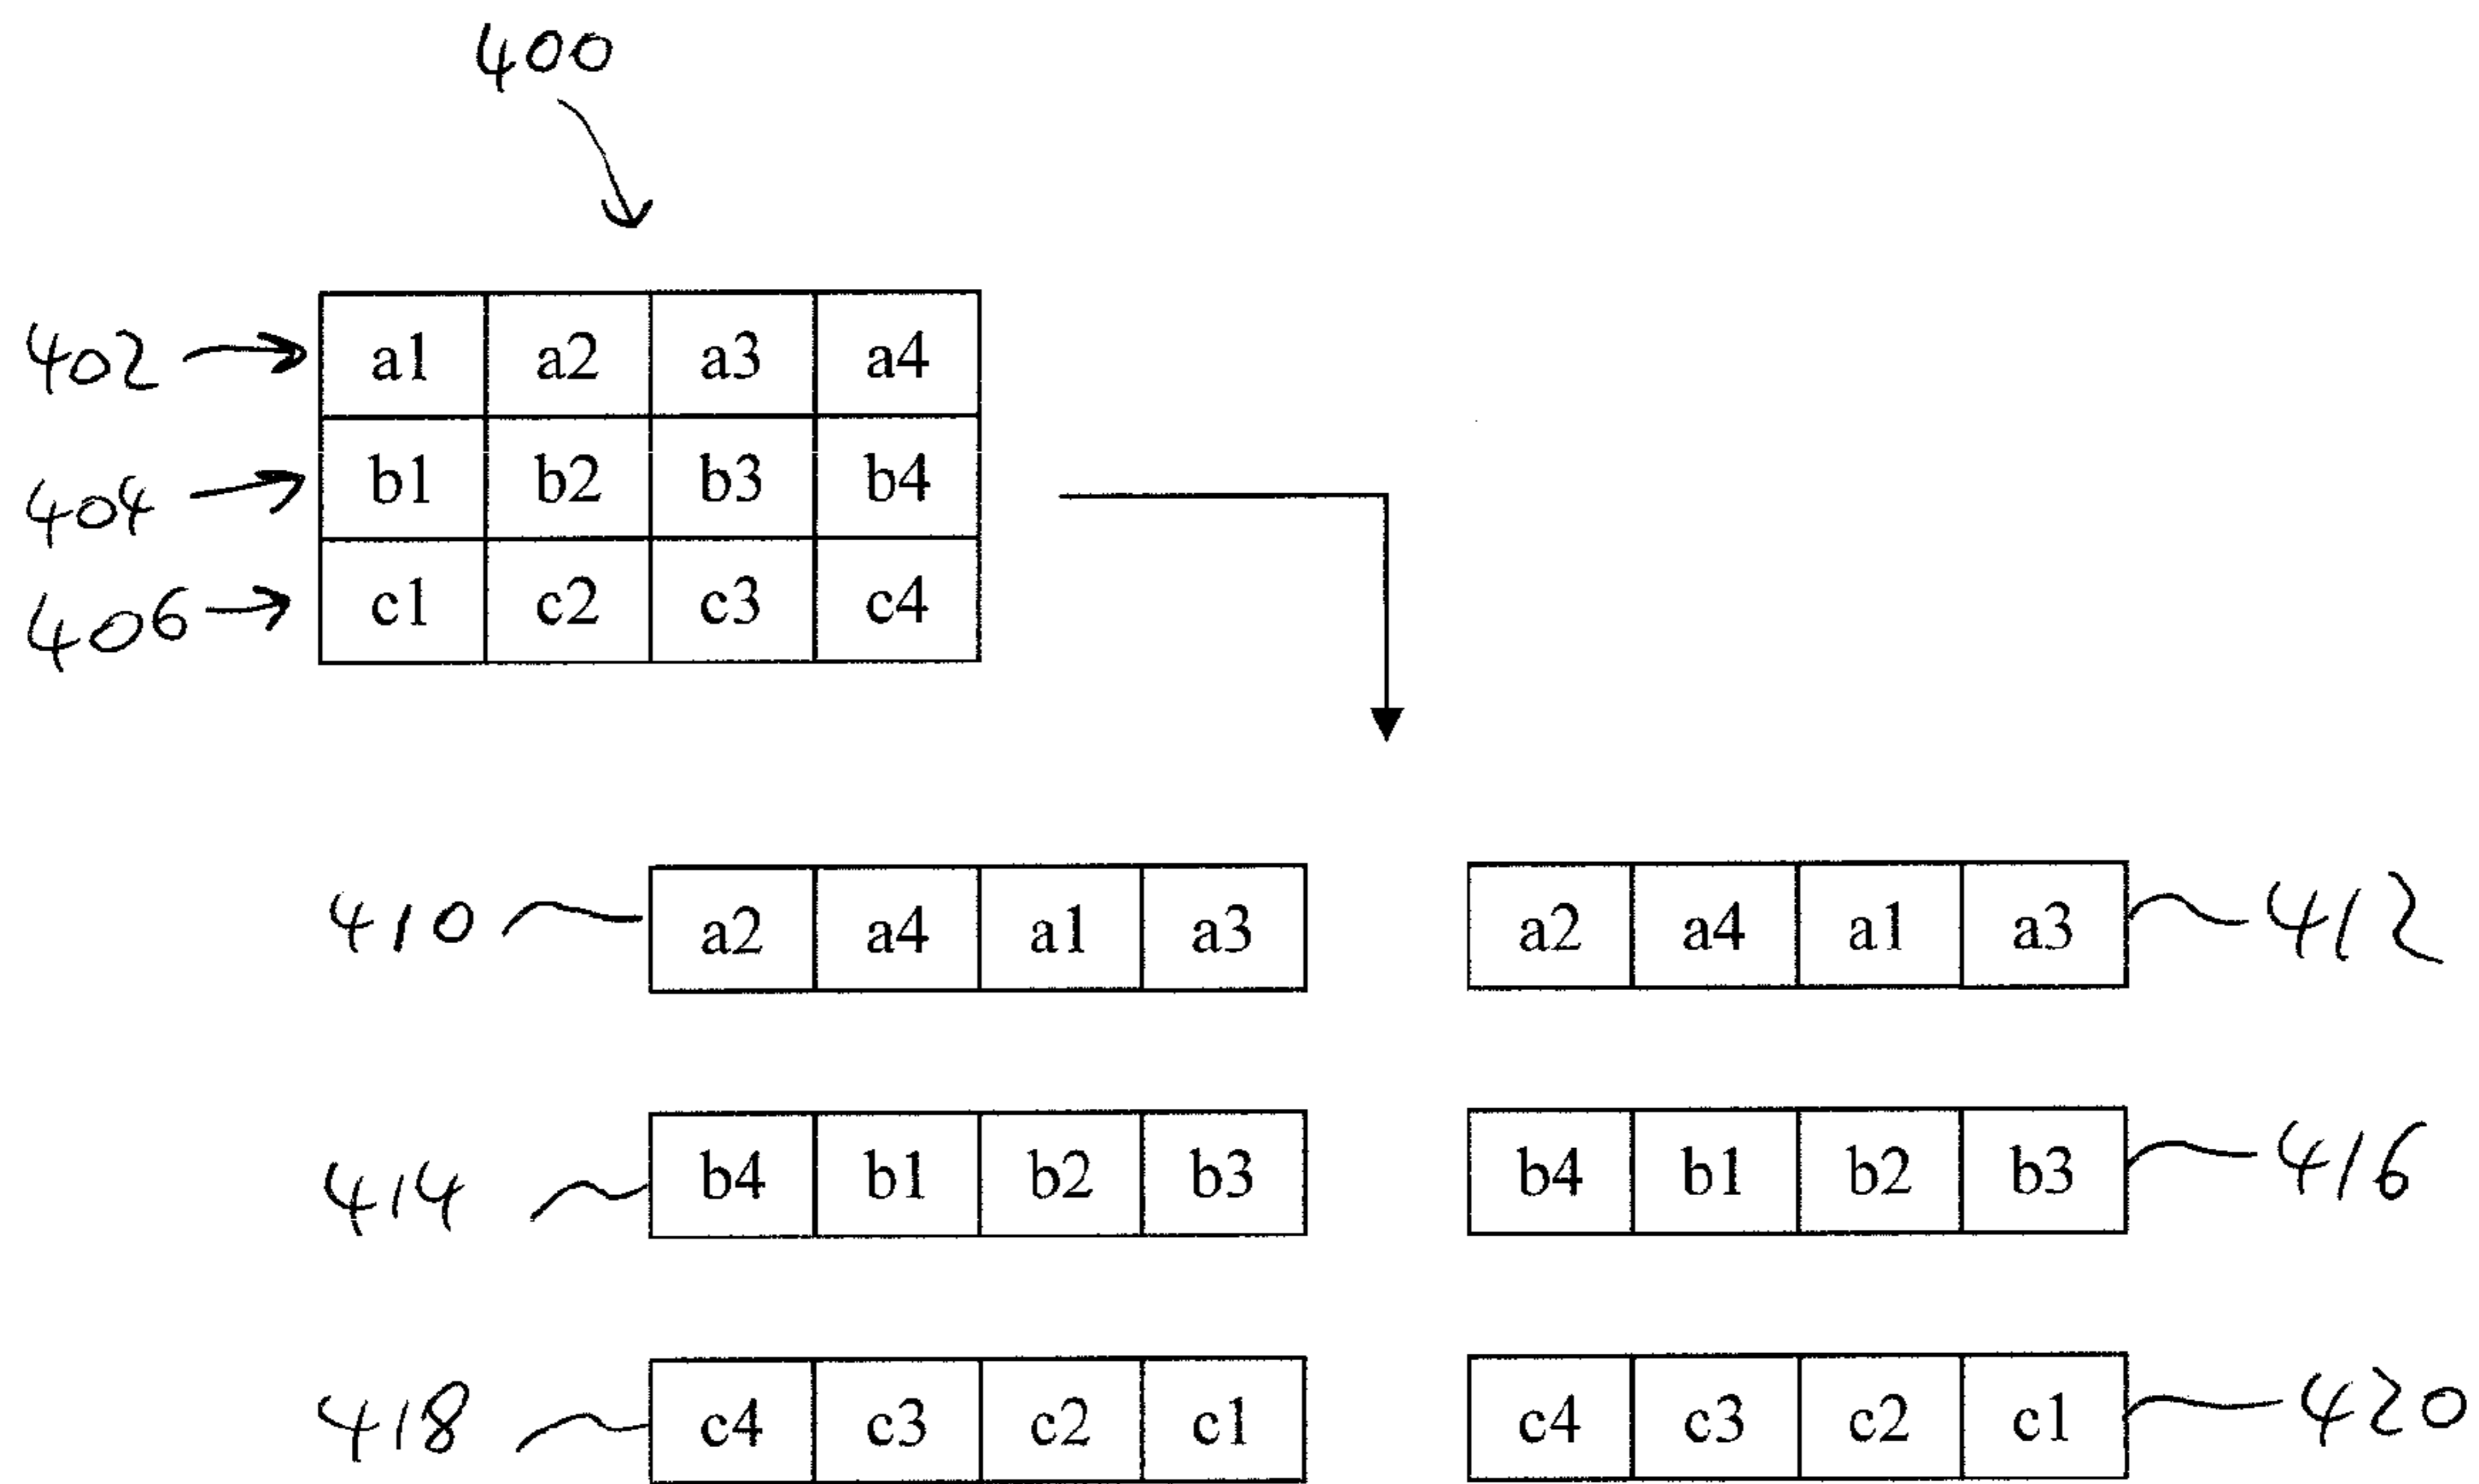 400
402 a1 a2 a3 a4
404 b1 b2 b3 b4
406 c1 c2 c3 c4
410 a2 a4 a1 a3 a2 a4 a1 a3 412
414 b4 b1 b2 b3 b4 b1 b2 b3 416
418 c4 c3 c2 c1 c4 c3 c2 c1 420